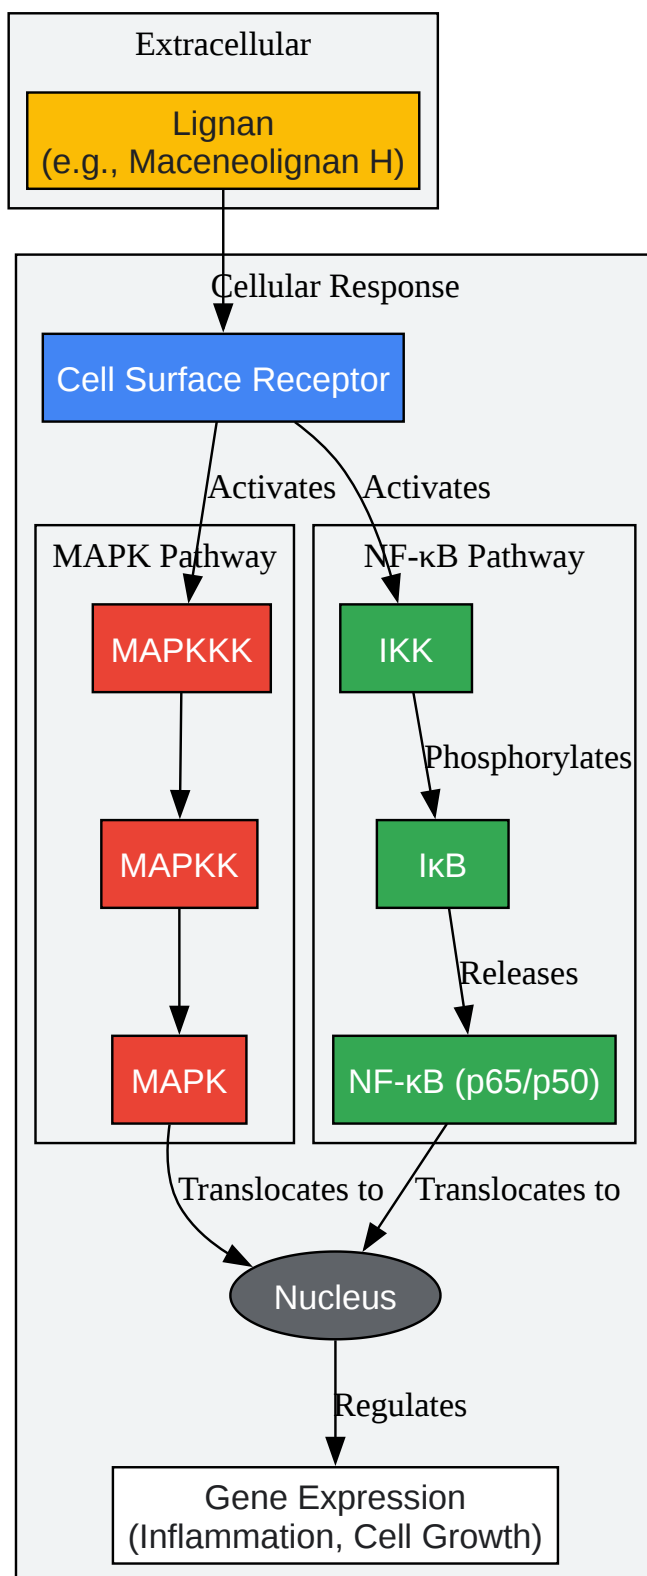 Extracellular
Lignan
(e.g., Maceneolignan H)
Cellular Response
Cell Surface Receptor
Activates
Activates
MAPK Pathway
NF-κB Pathway
MAPKKK
IKK
Phosphorylates
MAPKK
IκB
Releases
MAPK
NF-κB (p65/p50)
Translocates to
Translocates to
Nucleus
Regulates
Gene Expression
(Inflammation, Cell Growth)